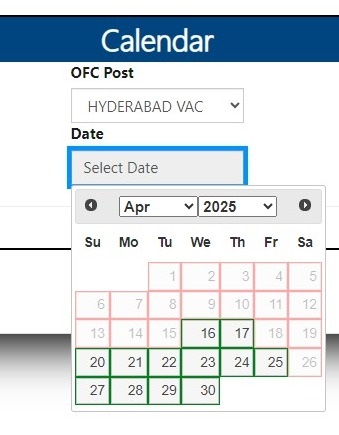 Calendar
OFC Post
HYDERABAD VAC
Date
Select Date
Apr 2025
Su Mo Tu We Th Fr Sa
1 2 3 4 5
6 7 8 9 10 11 12
13 14 15 16 17 18 19
20 21 22 23 24 25 26
27 28 29 30